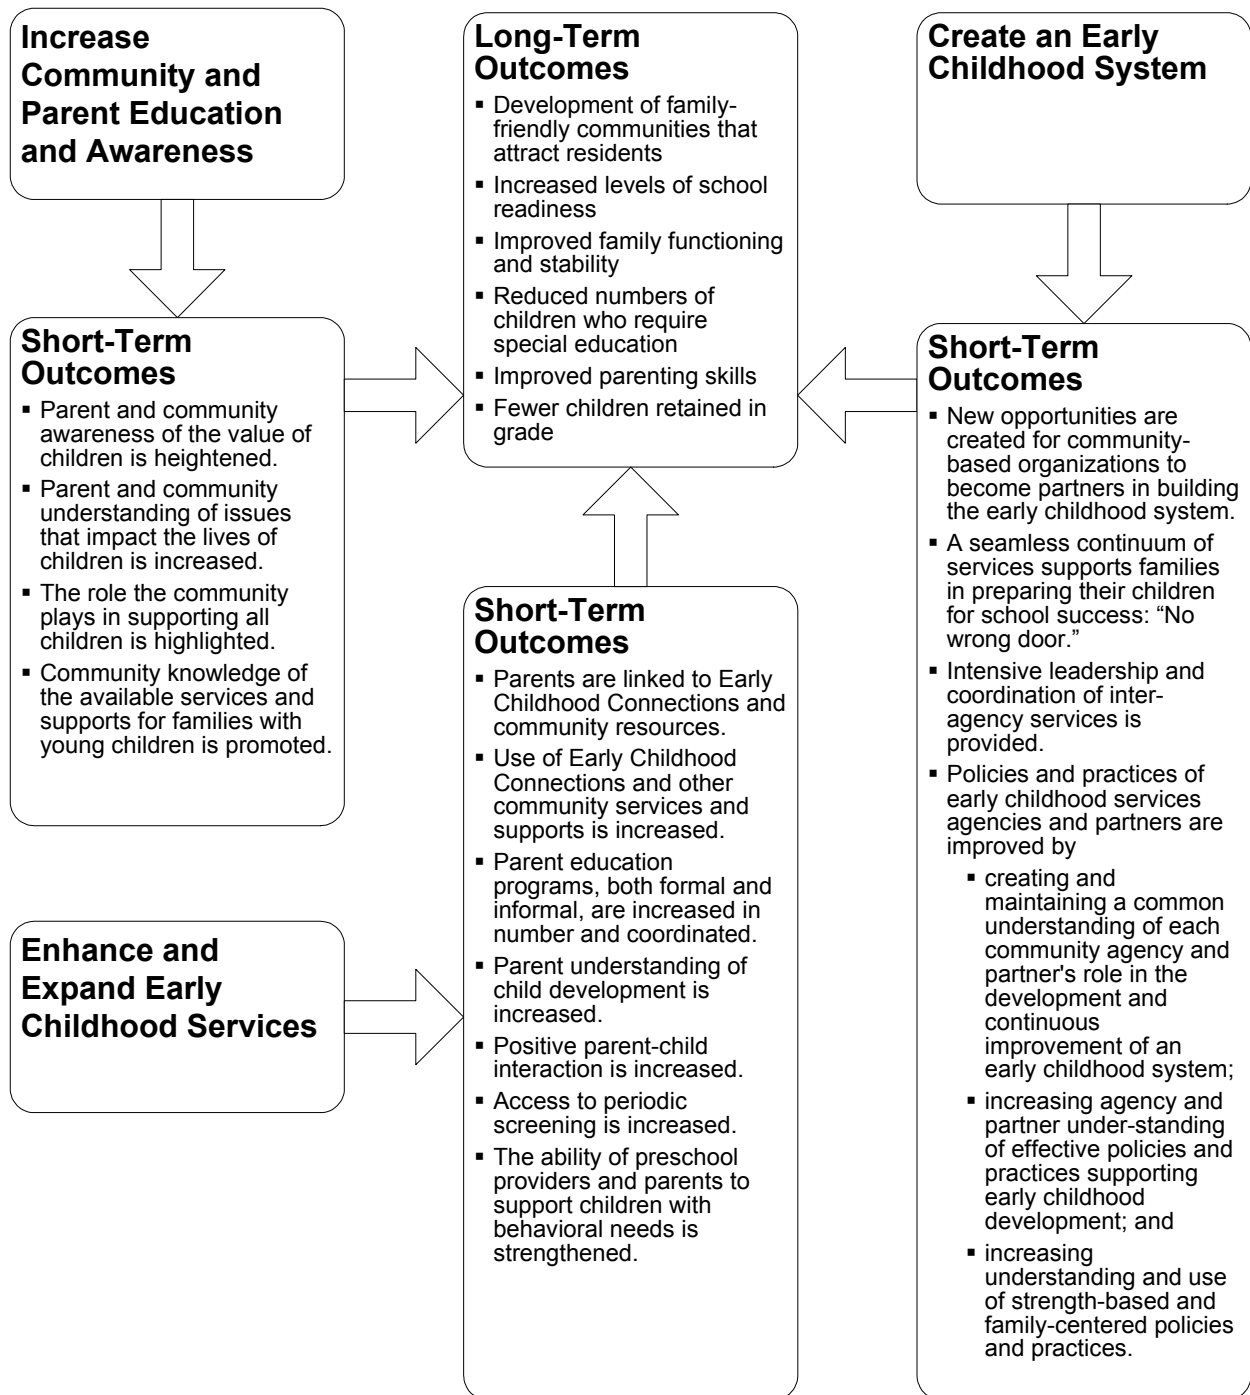 Increase
Community and
Parent Education
and Awareness
Short-Term
Outcomes
▪ Parent and community
awareness of the value of
children is heightened.
▪ Parent and community
understanding of issues
that impact the lives of
children is increased.
▪ The role the community
plays in supporting all
children is highlighted.
▪ Community knowledge of
the available services and
supports for families with
young children is promoted.
Enhance and
Expand Early
Childhood Services
Long-Term
Outcomes
▪ Development of family-
friendly communities that
attract residents
▪ Increased levels of school
readiness
▪ Improved family functioning
and stability
▪ Reduced numbers of
children who require
special education
▪ Improved parenting skills
▪ Fewer children retained in
grade
Short-Term
Outcomes
▪ Parents are linked to Early
Childhood Connections and
community resources.
▪ Use of Early Childhood
Connections and other
community services and
supports is increased.
▪ Parent education
programs, both formal and
informal, are increased in
number and coordinated.
▪ Parent understanding of
child development is
increased.
▪ Positive parent-child
interaction is increased.
▪ Access to periodic
screening is increased.
▪ The ability of preschool
providers and parents to
support children with
behavioral needs is
strengthened.
Create an Early
Childhood System
Short-Term
Outcomes
▪ New opportunities are
created for community-
based organizations to
become partners in building
the early childhood system.
▪ A seamless continuum of
services supports families
in preparing their children
for school success: “No
wrong door.”
▪ Intensive leadership and
coordination of inter-
agency services is
provided.
▪ Policies and practices of
early childhood services
agencies and partners are
improved by
▪ creating and
maintaining a common
understanding of each
community agency and
partner's role in the
development and
continuous
improvement of an
early childhood system;
▪ increasing agency and
partner under-standing
of effective policies and
practices supporting
early childhood
development; and
▪ increasing
understanding and use
of strength-based and
family-centered policies
and practices.